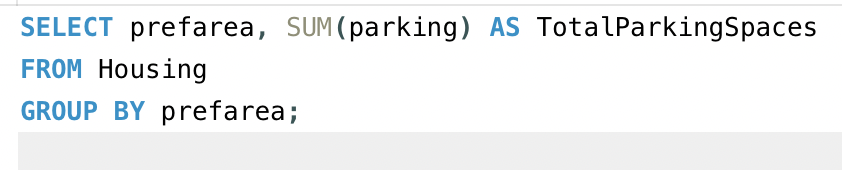 SELECT prefarea, SUM(parking) AS TotalParkingSpaces
FROM Housing
GROUP BY prefarea;